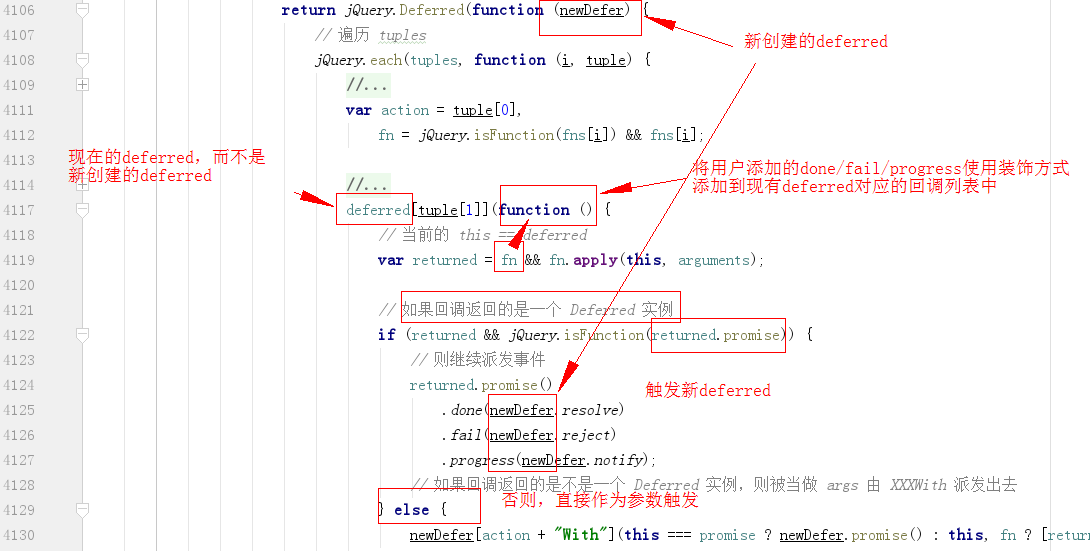 4106 return jQuery.Deferred(function (newDefer) {
新创建的deferred
4107 // 遍历 tuples
4108 jQuery.each(tuples, function (i, tuple) {
4109 //...
4111 var action = tuple[0],
4112 fn = jQuery.isFunction(fns[i]) && fns[i];
4113
现在的deferred，而不是
新创建的deferred
将用户添加的done/fail/progress使用装饰方式
添加到现有deferred对应的回调列表中
4114 //...
4117 deferred[tuple[1]](function () {
4118 // 当前的 this == deferred
4119 var returned = fn && fn.apply(this, arguments);
4120
4121 // 如果回调返回的是一个 Deferred 实例
4122 if (returned && jQuery.isFunction(returned.promise)) {
4123 // 则继续派发事件
4124 returned.promise()
触发新deferred
4125 .done(newDefer.resolve)
4126 .fail(newDefer.reject)
4127 .progress(newDefer.notify);
4128 // 如果回调返回的是不是一个 Deferred 实例，则被当做 args 由 XXXWith 派发出去
4129 } else {
否则，直接作为参数触发
4130 newDefer[action + "With"](this === promise ? newDefer.promise() : this, fn ? [ret